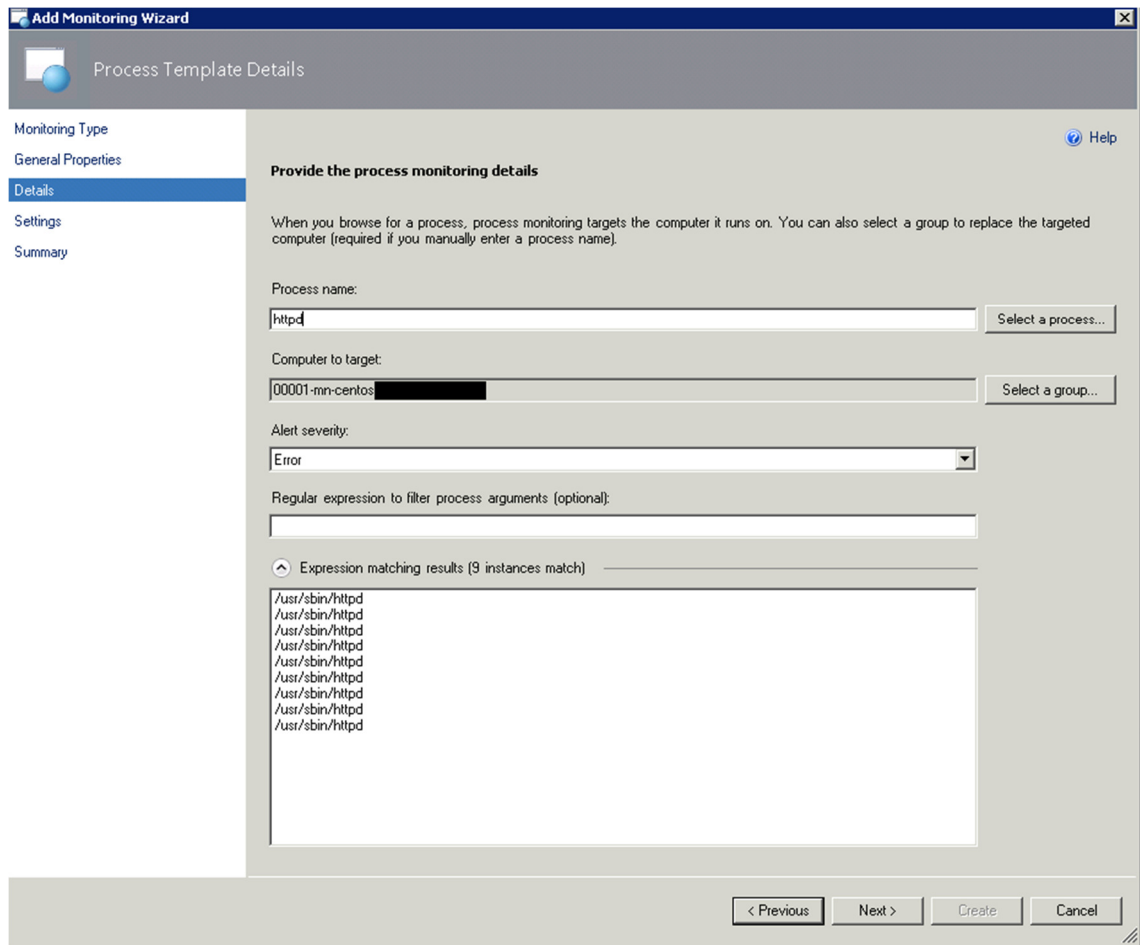 Add Monitoring Wizard
Process Template Details
Monitoring Type
General Properties
Details
Settings
Summary
Help
Provide the process monitoring details
When you browse for a process, process monitoring targets the computer it runs on. You can also select a group to replace the targeted
computer (required if you manually enter a process name).
Process name:
httpd
Select a process...
Computer to target:
00001-mn-centos
Select a group...
Alert severity:
Error
Regular expression to filter process arguments (optional):
Expression matching results (9 instances match)
/usr/sbin/httpd
/usr/sbin/httpd
/usr/sbin/httpd
/usr/sbin/httpd
/usr/sbin/httpd
/usr/sbin/httpd
/usr/sbin/httpd
/usr/sbin/httpd
/usr/sbin/httpd
< Previous
Next >
Create
Cancel